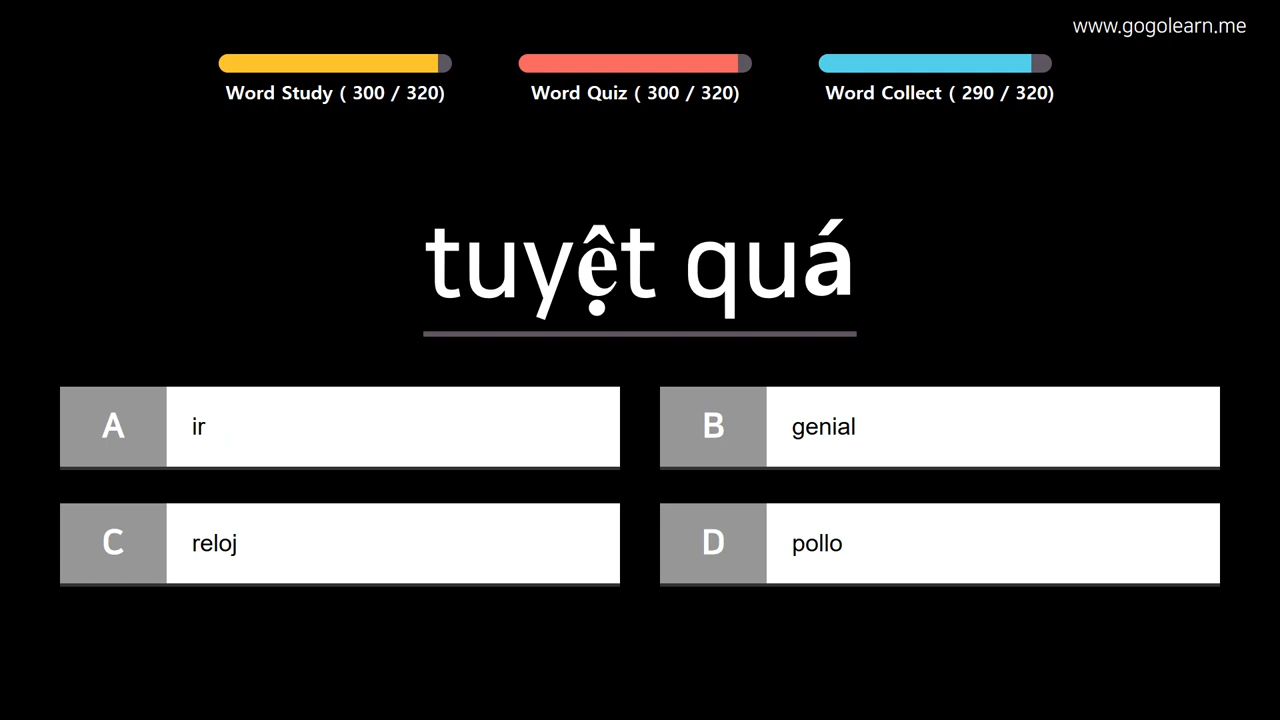 www.gogolearn.me
Word Study ( 300 / 320)
Word Quiz ( 300 / 320)
Word Collect ( 290 / 320)
tuyệt quá
A ir
B genial
C reloj
D pollo